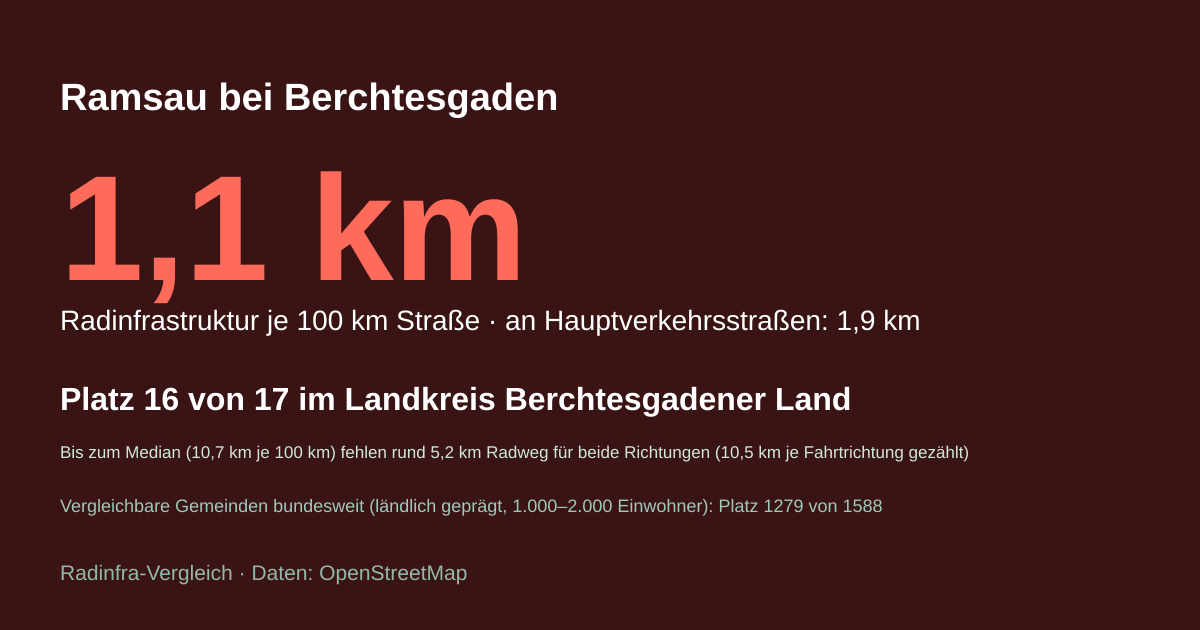 Ramsau bei Berchtesgaden
1,1 km
Radinfrastruktur je 100 km Straße · an Hauptverkehrsstraßen: 1,9 km
Platz 16 von 17 im Landkreis Berchtesgadener Land
Bis zum Median (10,7 km je 100 km) fehlen rund 5,2 km Radweg für beide Richtungen (10,5 km je Fahrtrichtung gezählt)
Vergleichbare Gemeinden bundesweit (ländlich geprägt, 1.000–2.000 Einwohner): Platz 1279 von 1588
Radinfra-Vergleich · Daten: OpenStreetMap